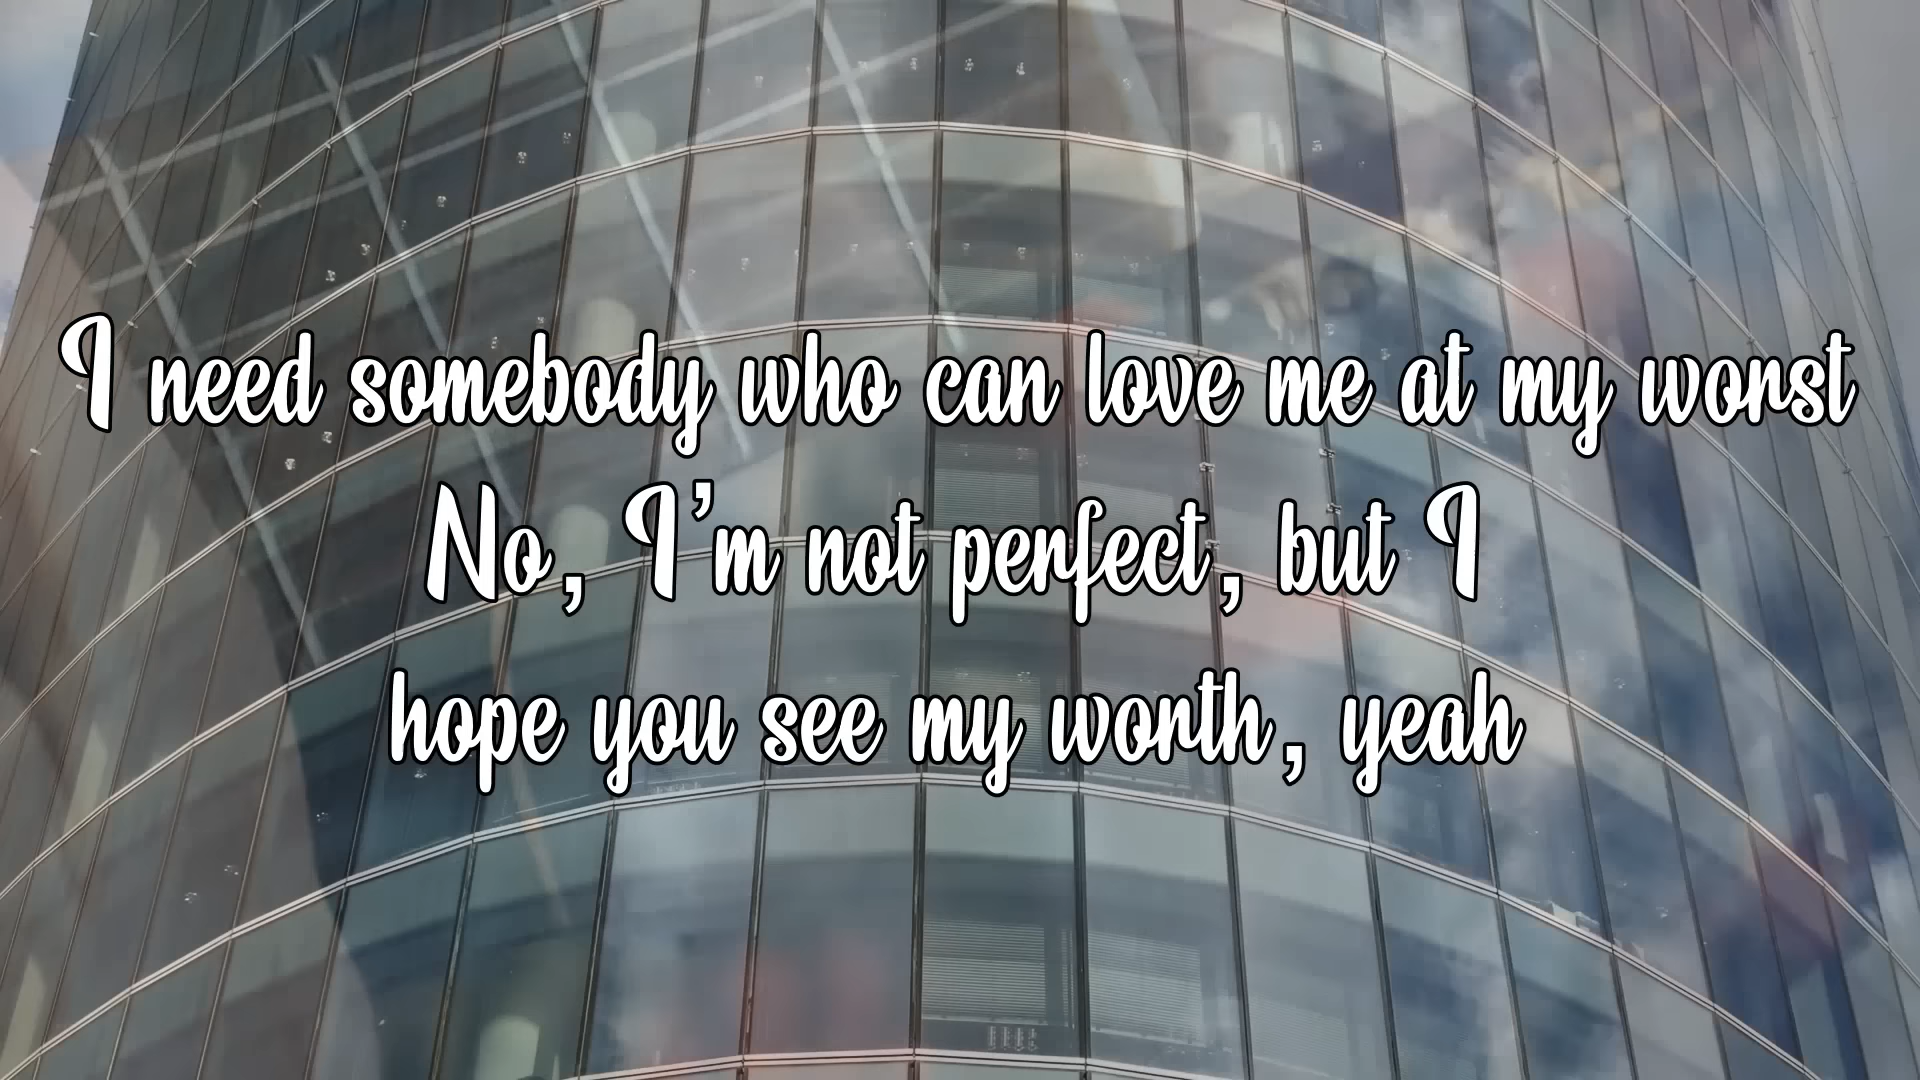 I need somebody who can love me at my worst
No, I'm not perfect, but I
hope you see my worth, yeah